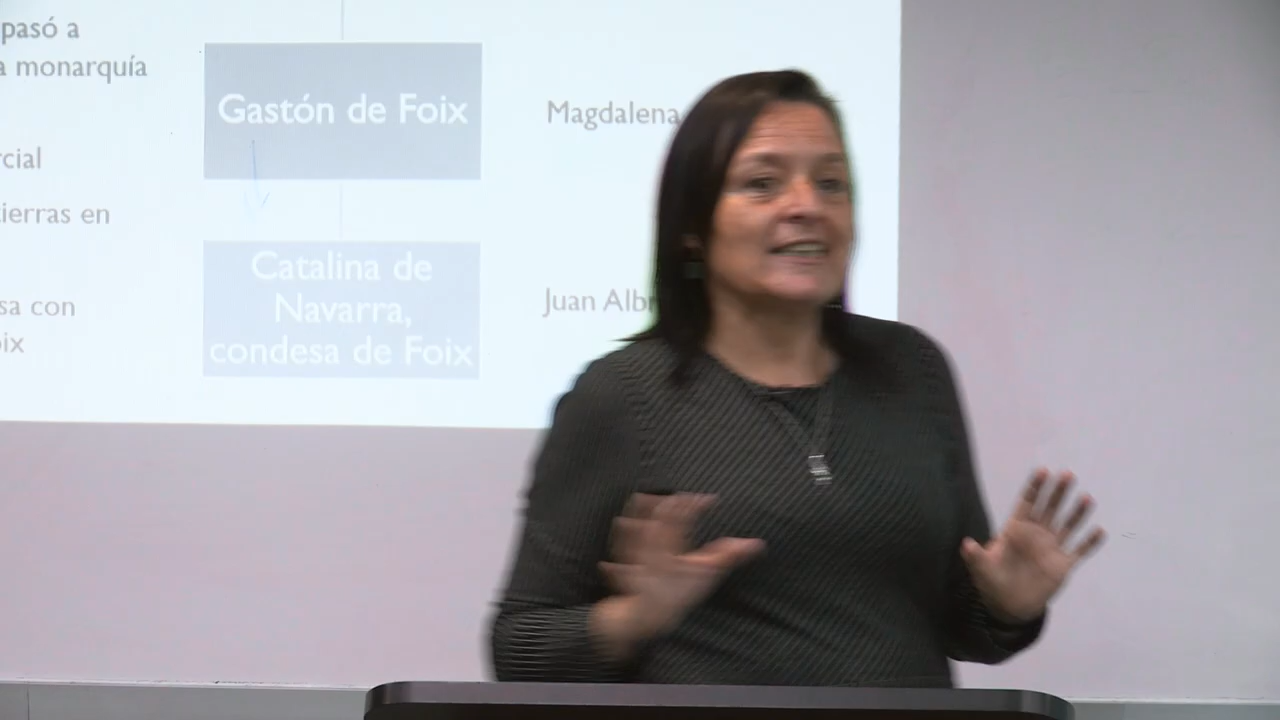 pasó a
a monarquía
rcial
tierras en
sa con
oix
Gastón de Foix
Magdalena
Catalina de
Navarra,
condesa de Foix
Juan Albr